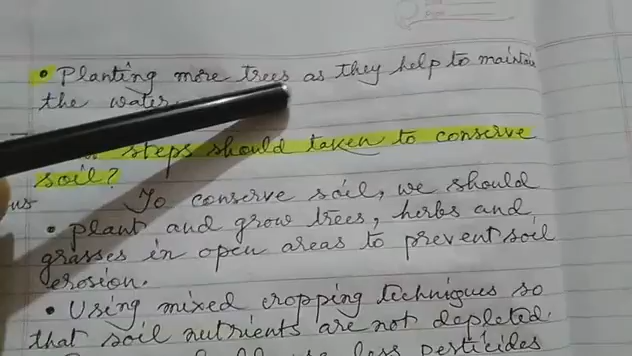 • Planting more trees as they help to maintain
the water
steps should taken to conserve
soil?
us To conserve soil, we should
• plant and grow trees, herbs and
grasses in open areas to prevent soil
erosion.
• Using mixed cropping techniques so
that soil nutrients are not depleted.
less pesticides